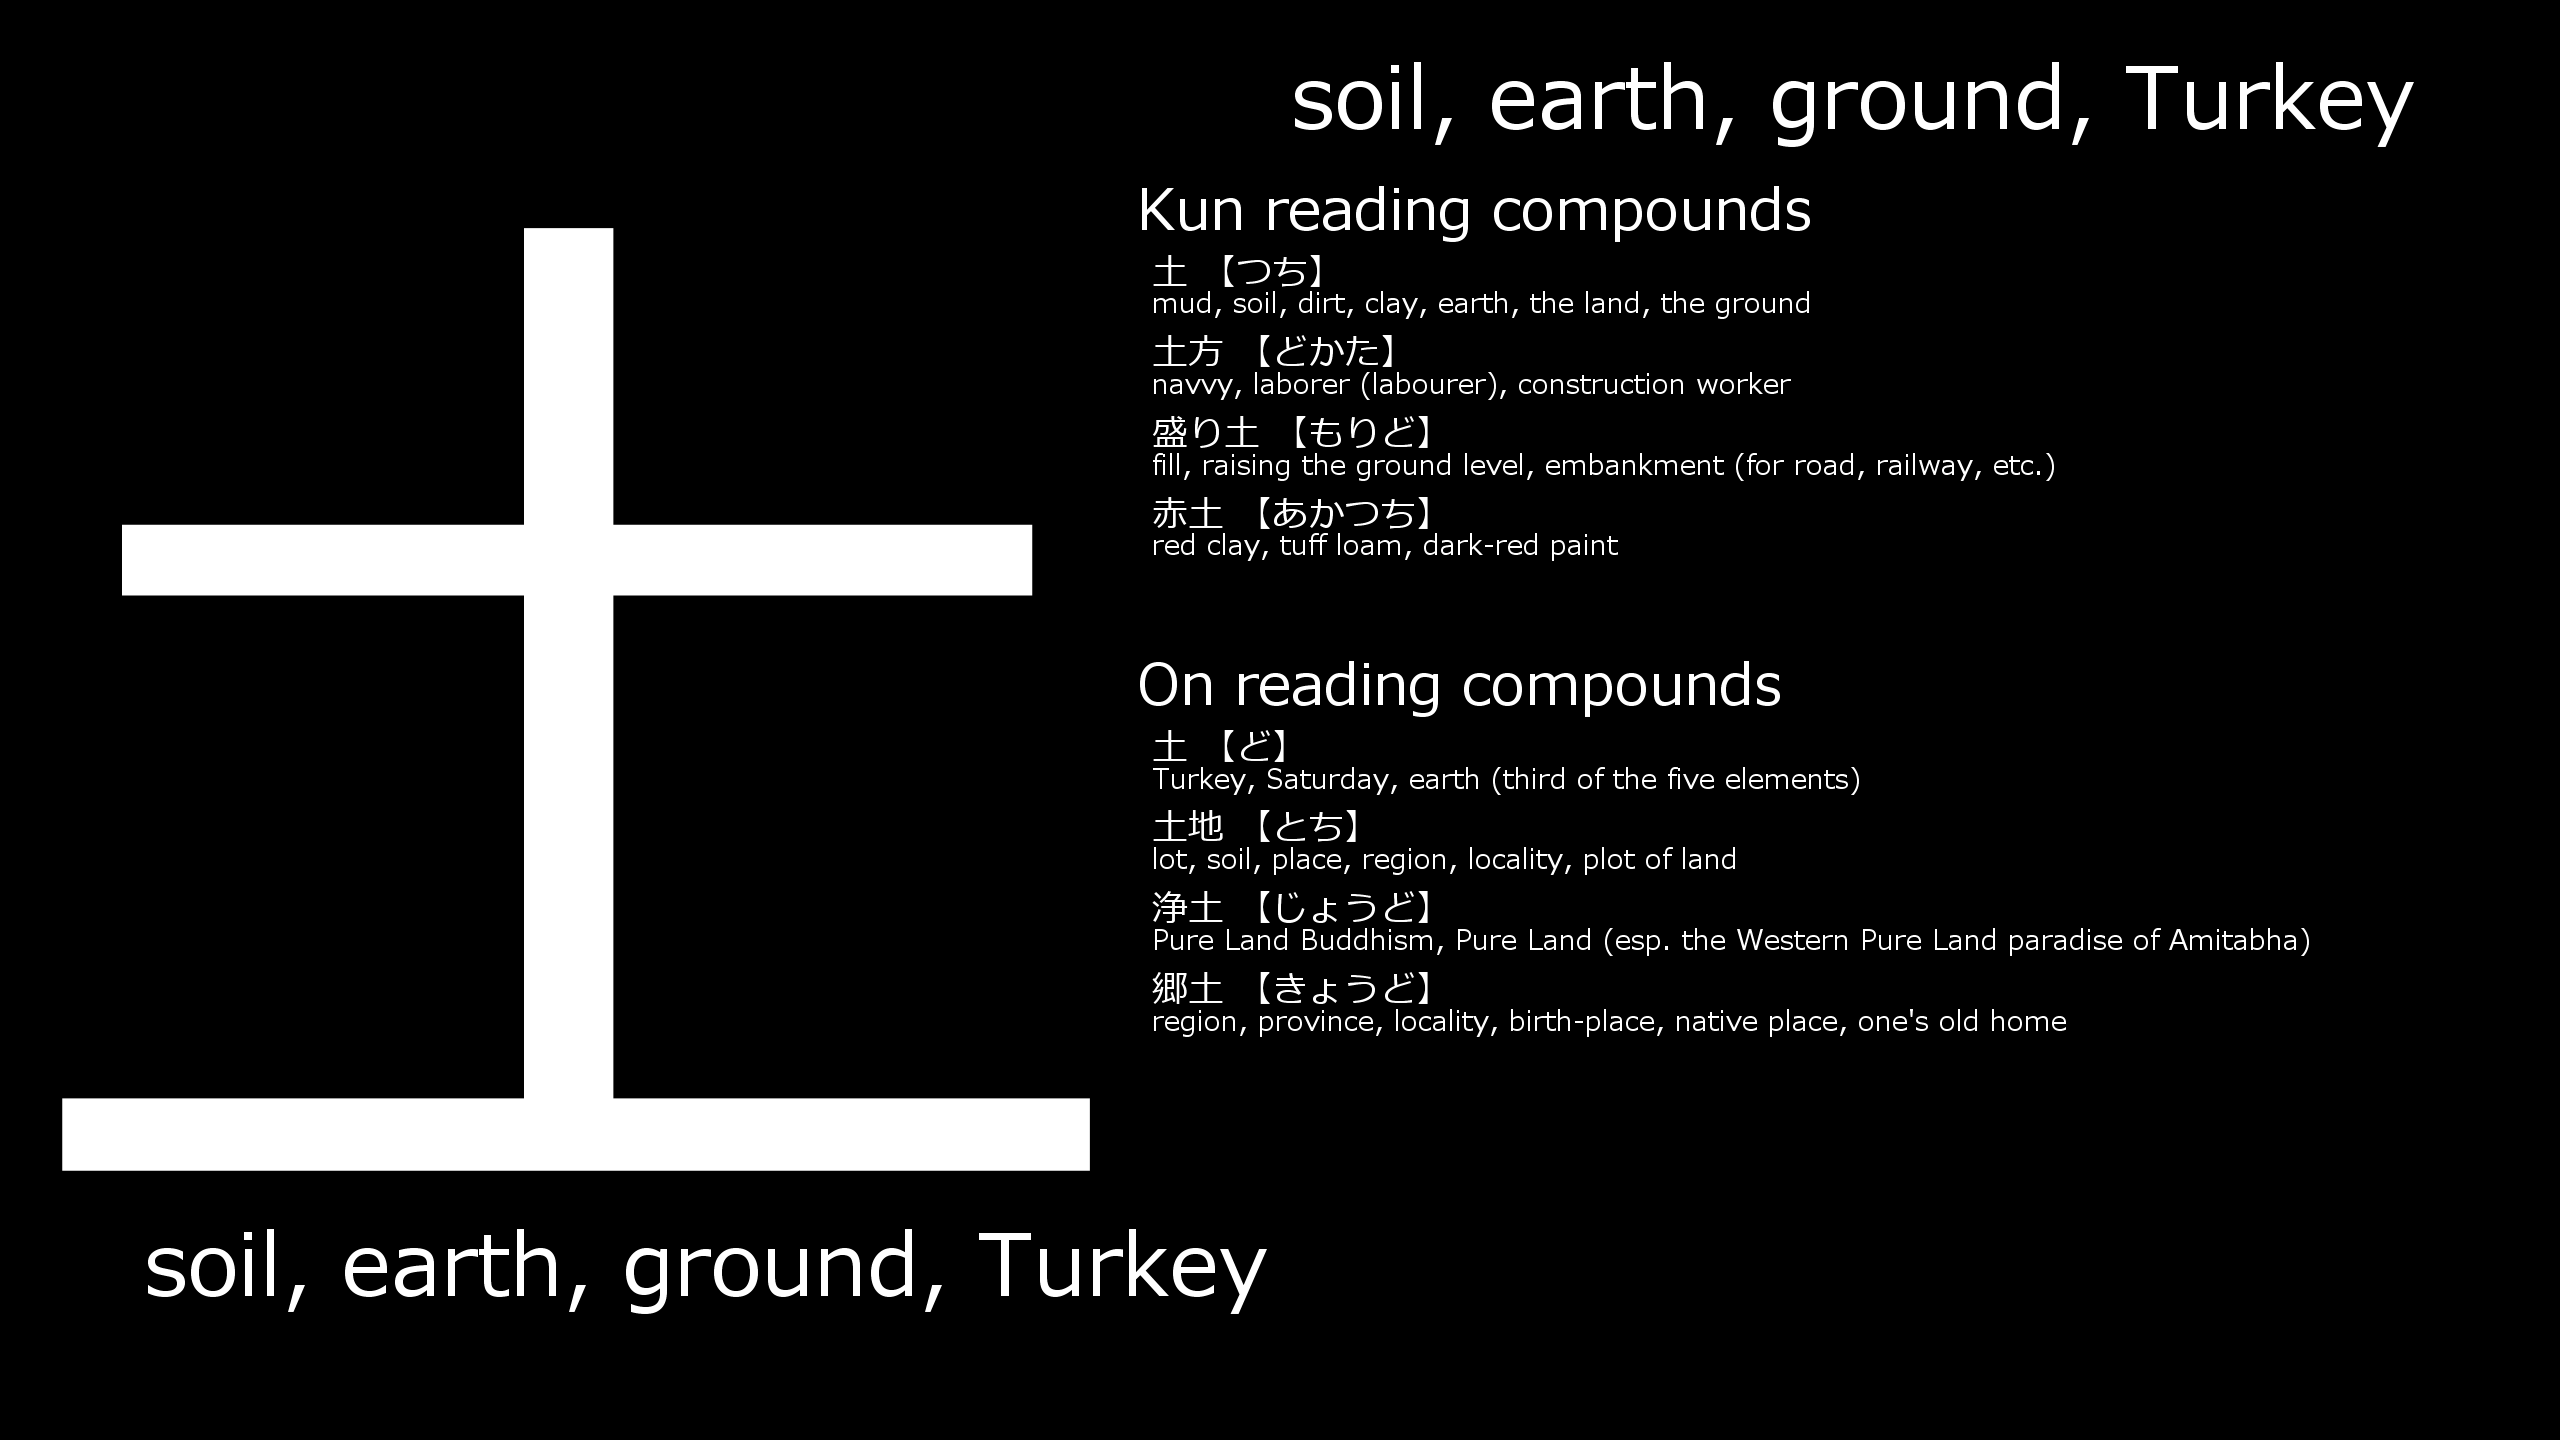 土
soil, earth, ground, Turkey
soil, earth, ground, Turkey
Kun reading compounds
土 【つち】
mud, soil, dirt, clay, earth, the land, the ground
土方 【どかた】
navvy, laborer (labourer), construction worker
盛り土 【もりど】
fill, raising the ground level, embankment (for road, railway, etc.)
赤土 【あかつち】
red clay, tuff loam, dark-red paint
On reading compounds
土 【ど】
Turkey, Saturday, earth (third of the five elements)
土地 【とち】
lot, soil, place, region, locality, plot of land
浄土 【じょうど】
Pure Land Buddhism, Pure Land (esp. the Western Pure Land paradise of Amitabha)
郷土 【きょうど】
region, province, locality, birth-place, native place, one's old home